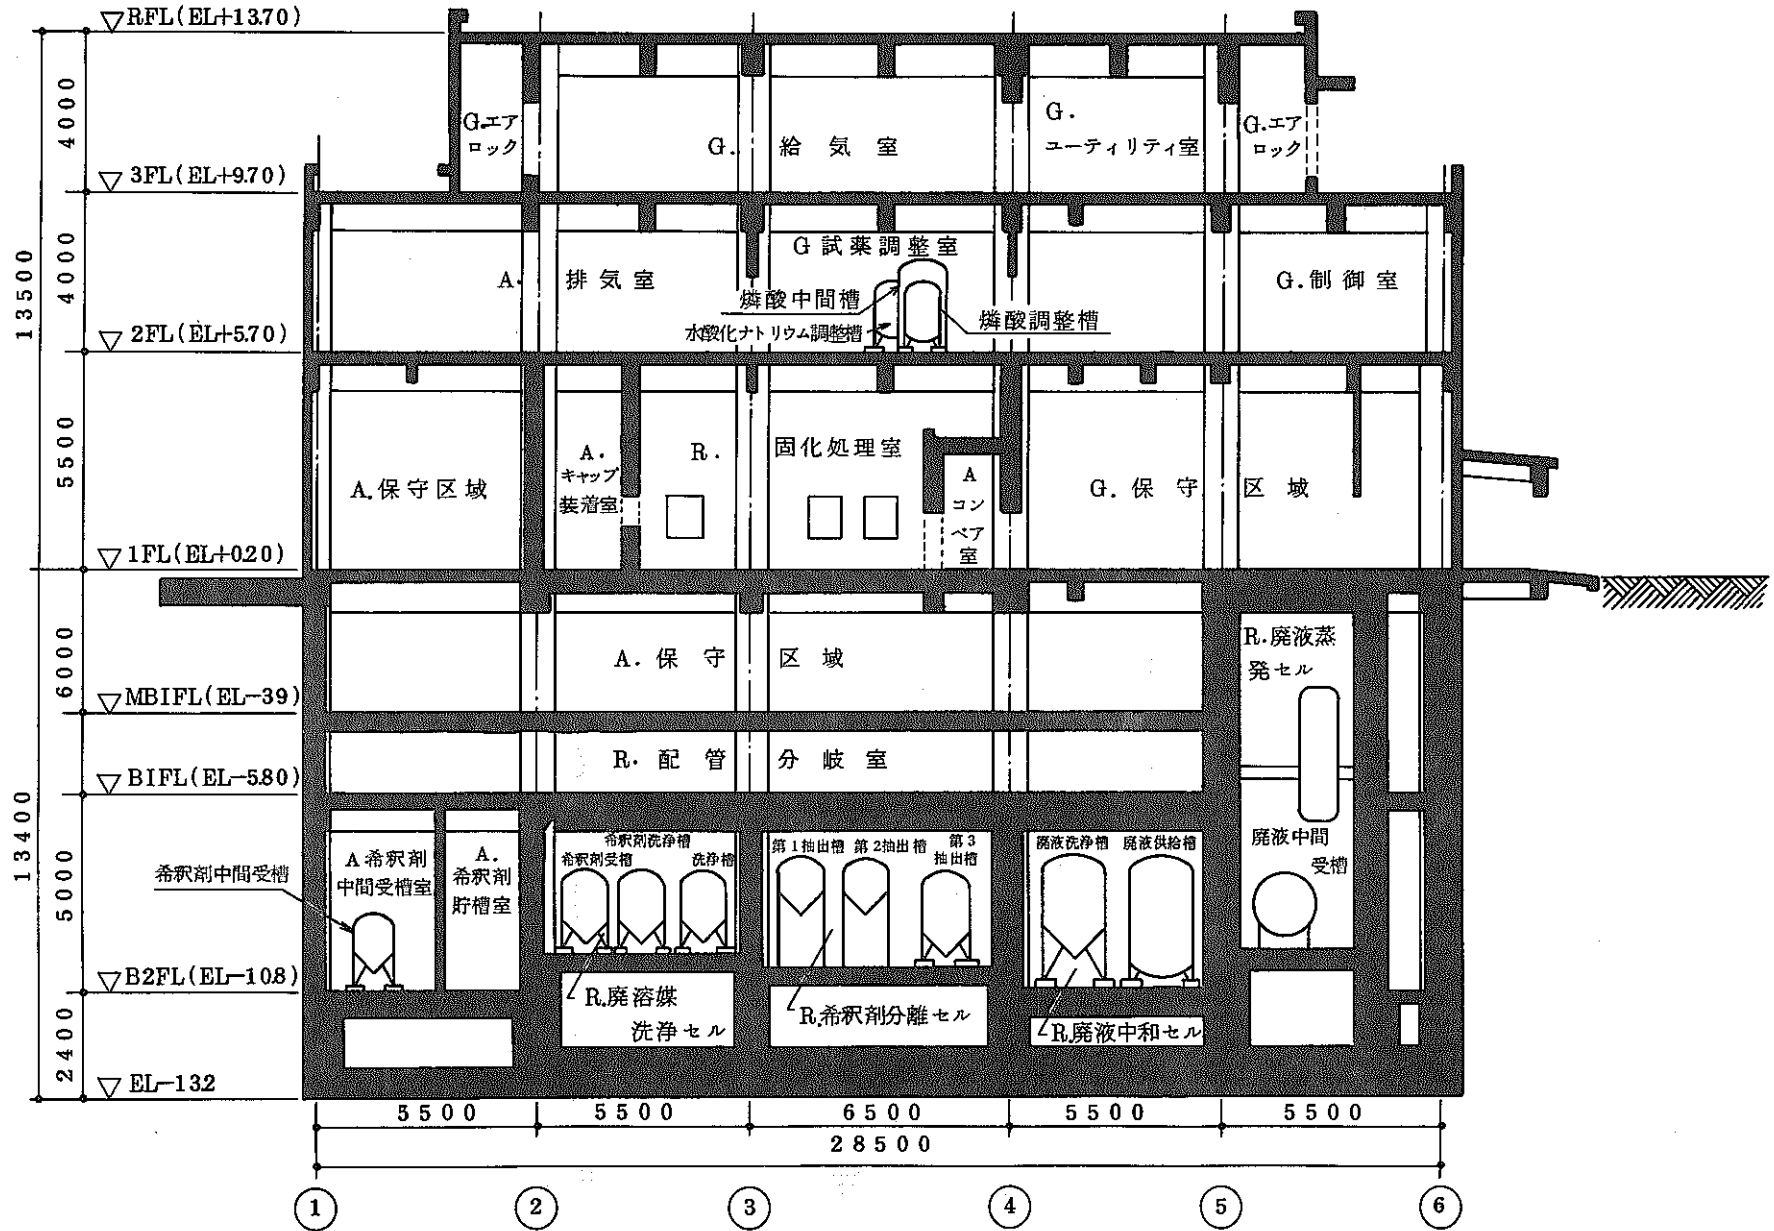 ▽RFL(EL+13.70)
4000
G.エア
ロック
G. 給気室
G.
ユーティリティ室
G.エア
ロック
▽3FL(EL+9.70)
13500
4000
A. 排気室
G試薬調整室
燐酸中間槽
水酸化ナトリウム調整槽
燐酸調整槽
G.制御室
▽2FL(EL+5.70)
5500
A.保守区域
A.
キャップ
装着室
R. 固化処理室
A
コン
ベア
室
G.保守区域
▽1FL(EL+0.20)
6000
A.保守区域
R.廃液蒸
発セル
▽MB1FL(EL-39)
R.配管分岐室
▽B1FL(EL-5.80)
13400
5000
希釈剤中間受槽
A希釈剤
中間受槽室
A.
希釈剤
貯槽室
希釈剤洗浄槽
希釈剤受槽
洗浄槽
第1抽出槽
第2抽出槽
第3
抽出槽
廃液洗浄槽
廃液供給槽
廃液中間
受槽
▽B2FL(EL-10.8)
2400
R.廃溶媒
洗浄セル
R.希釈剤分離セル
R.廃液中和セル
▽EL-13.2
5500
5500
6500
5500
5500
28500
1
2
3
4
5
6